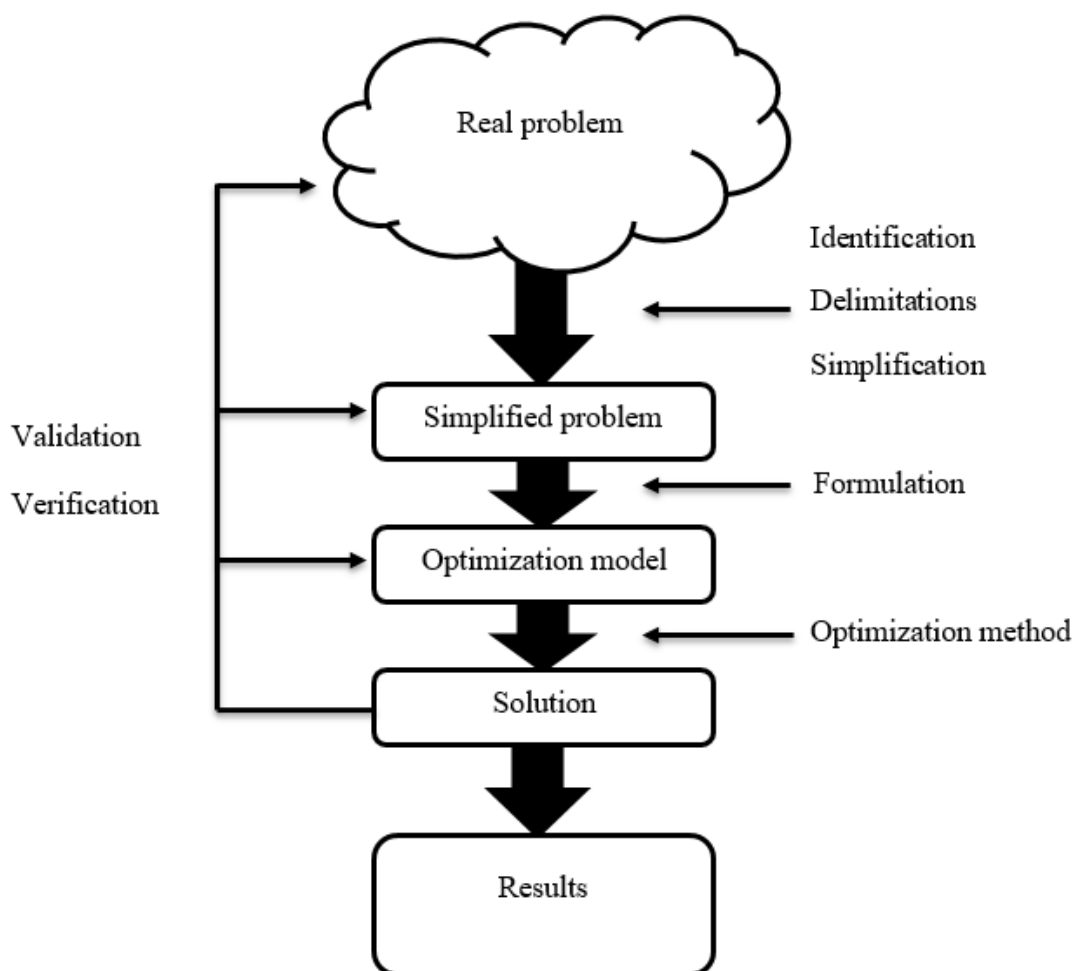 Real problem
Identification
Delimitations
Simplification
Simplified problem
Validation
Verification
Formulation
Optimization model
Optimization method
Solution
Results